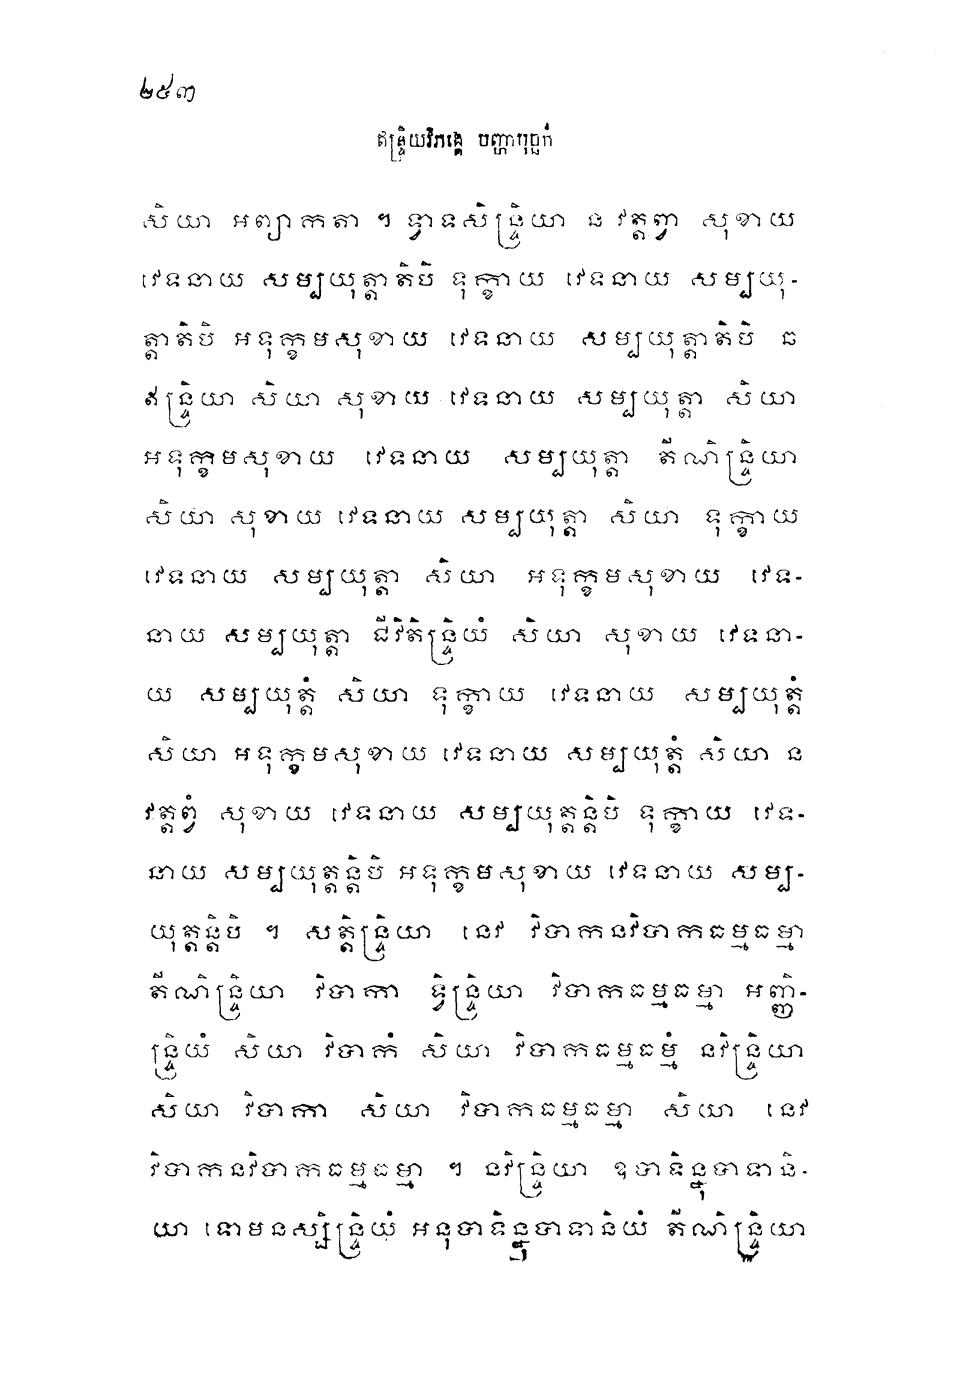 ២៥៣
ឥន្ទ្រិយវិភង្គេ បញ្ហាបុច្ឆកំ
សិយា អព្យាកតា ។ ទ្វាទសិន្ទ្រិយា ន វត្តព្វា សុខាយ
វេទនាយ សម្បយុត្តាតិបិ ទុក្ខាយ វេទនាយ សម្បយុ-
ត្តាតិបិ អទុក្ខមសុខាយ វេទនាយ សម្បយុត្តាតិបិ ឆ
ឥន្ទ្រិយា សិយា សុខាយ វេទនាយ សម្បយុត្តា សិយា
អទុក្ខមសុខាយ វេទនាយ សម្បយុត្តា តីណិន្ទ្រិយា
សិយា សុខាយ វេទនាយ សម្បយុត្តា សិយា ទុក្ខាយ
វេទនាយ សម្បយុត្តា សិយា អទុក្ខមសុខាយ វេទ-
នាយ សម្បយុត្តា ជីវិតិន្ទ្រិយំ សិយា សុខាយ វេទនា-
យ សម្បយុត្តំ សិយា ទុក្ខាយ វេទនាយ សម្បយុត្តំ
សិយា អទុក្ខមសុខាយ វេទនាយ សម្បយុត្តំ សិយា ន
វត្តព្វំ សុខាយ វេទនាយ សម្បយុត្តន្តិបិ ទុក្ខាយ វេទ-
នាយ សម្បយុត្តន្តិបិ អទុក្ខមសុខាយ វេទនាយ សម្ប-
យុត្តន្តិបិ ។ សត្តិន្ទ្រិយា នេវ វិបាកនវិបាកធម្មធម្មា
តីណិន្ទ្រិយា វិបាកា ទ្វិន្ទ្រិយា វិបាកធម្មធម្មា អញ្ញិ-
ន្ទ្រិយំ សិយា វិបាកំ សិយា វិបាកធម្មធម្មំ នវិន្ទ្រិយា
សិយា វិបាកា សិយា វិបាកធម្មធម្មា សិយា នេវ
វិបាកនវិបាកធម្មធម្មា ។ នវិន្ទ្រិយា ឧបាទិន្នុបាទានិ-
យា ទោមនស្សិន្ទ្រិយំ អនុបាទិន្នុបាទានិយំ តីណិន្ទ្រិយា